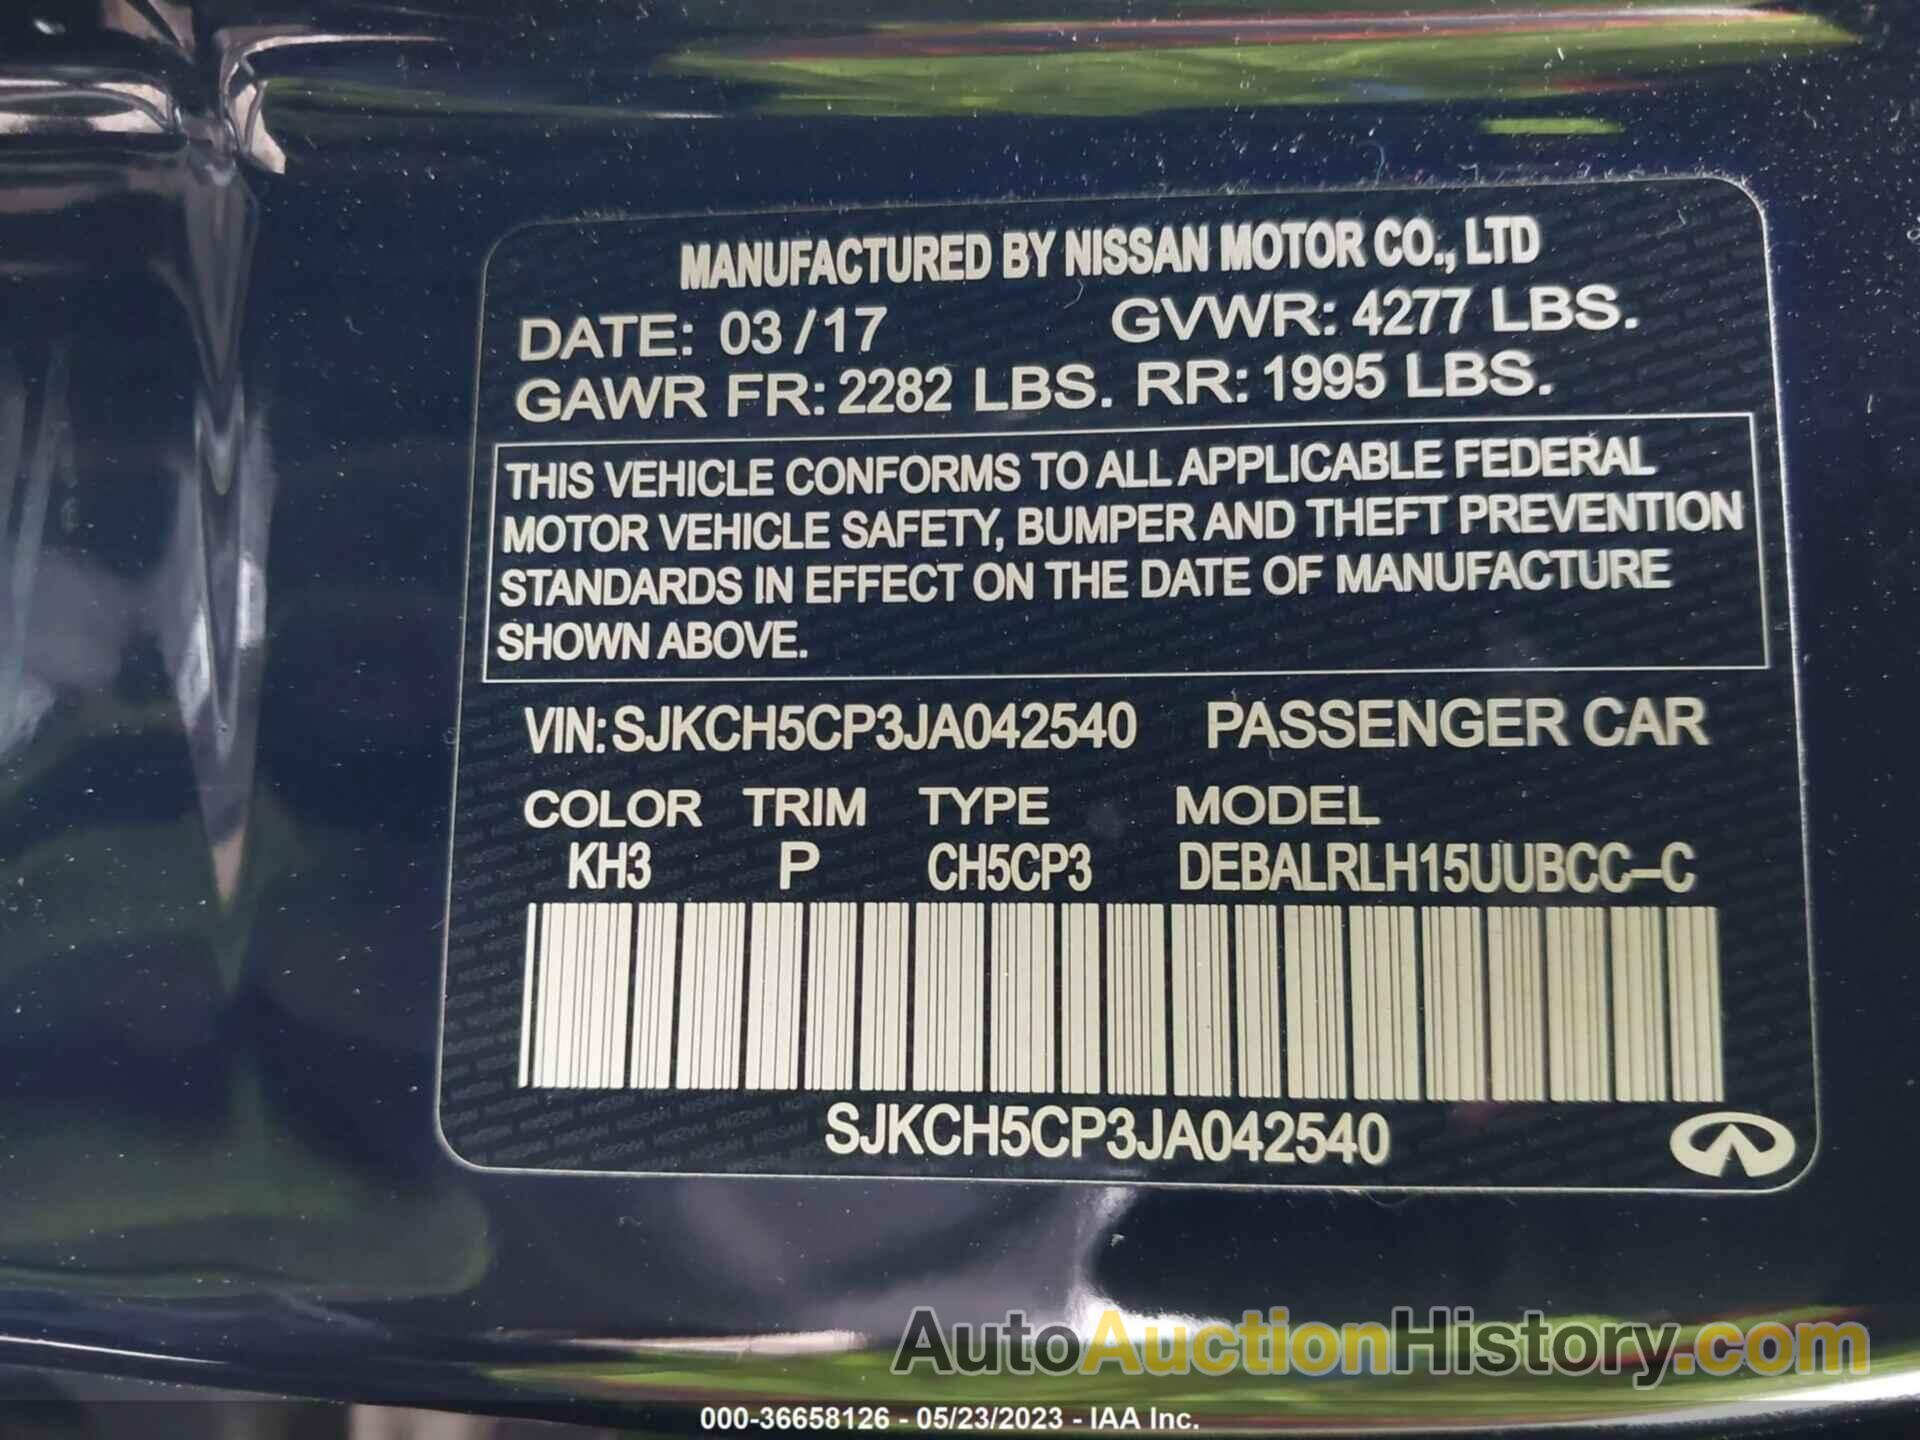 MANUFACTURED BY NISSAN MOTOR CO., LTD
DATE: 03/17 GVWR: 4277 LBS.
GAWR FR: 2282 LBS. RR: 1995 LBS.
THIS VEHICLE CONFORMS TO ALL APPLICABLE FEDERAL
MOTOR VEHICLE SAFETY, BUMPER AND THEFT PREVENTION
STANDARDS IN EFFECT ON THE DATE OF MANUFACTURE
SHOWN ABOVE.
VIN: SJKCH5CP3JA042540 PASSENGER CAR
COLOR TRIM TYPE MODEL
KH3 P CH5CP3 DEBALRLH15UUBCC–C
SJKCH5CP3JA042540
AutoAuctionHistory.com
000-36658126 - 05/23/2023 - IAA Inc.